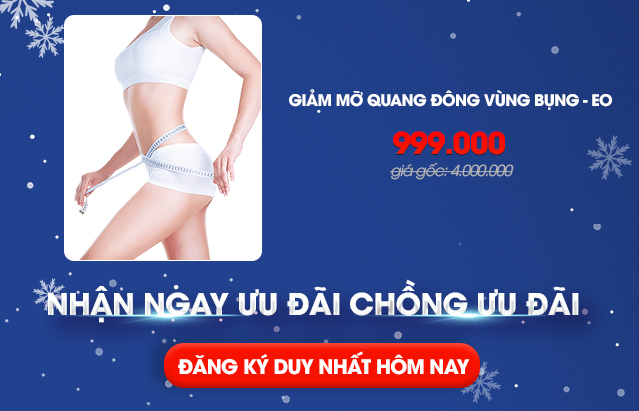 GIẢM MỠ QUANG ĐÔNG VÙNG BỤNG - EO
999.000
giá gốc: 4.000.000
NHẬN NGAY ƯU ĐÃI CHỒNG ƯU ĐÃI
ĐĂNG KÝ DUY NHẤT HÔM NAY